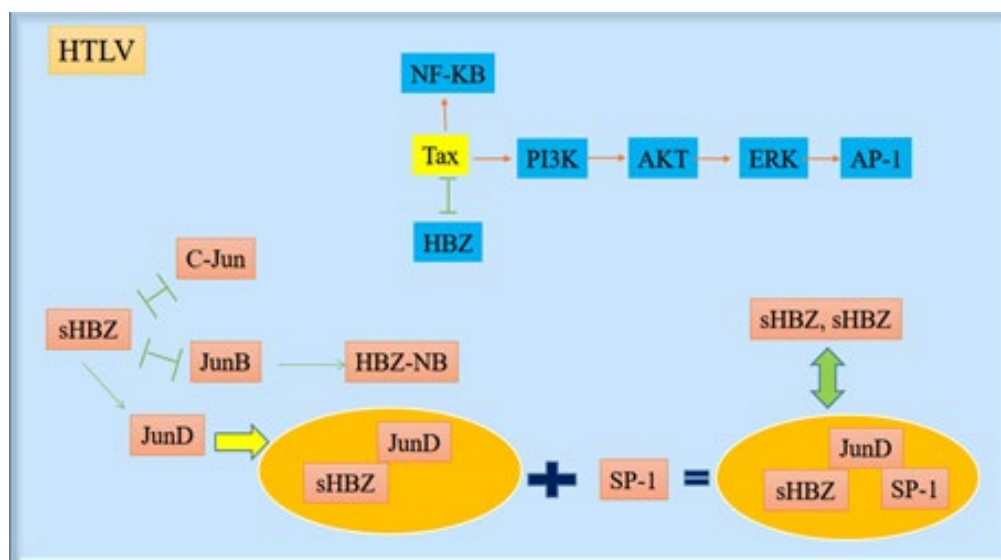 HTLV
NF-KB
Tax
PI3K
AKT
ERK
AP-1
HBZ
C-Jun
sHBZ
JunB
HBZ-NB
JunD
sHBZ, sHBZ
JunD
sHBZ
SP-1
JunD
sHBZ
SP-1